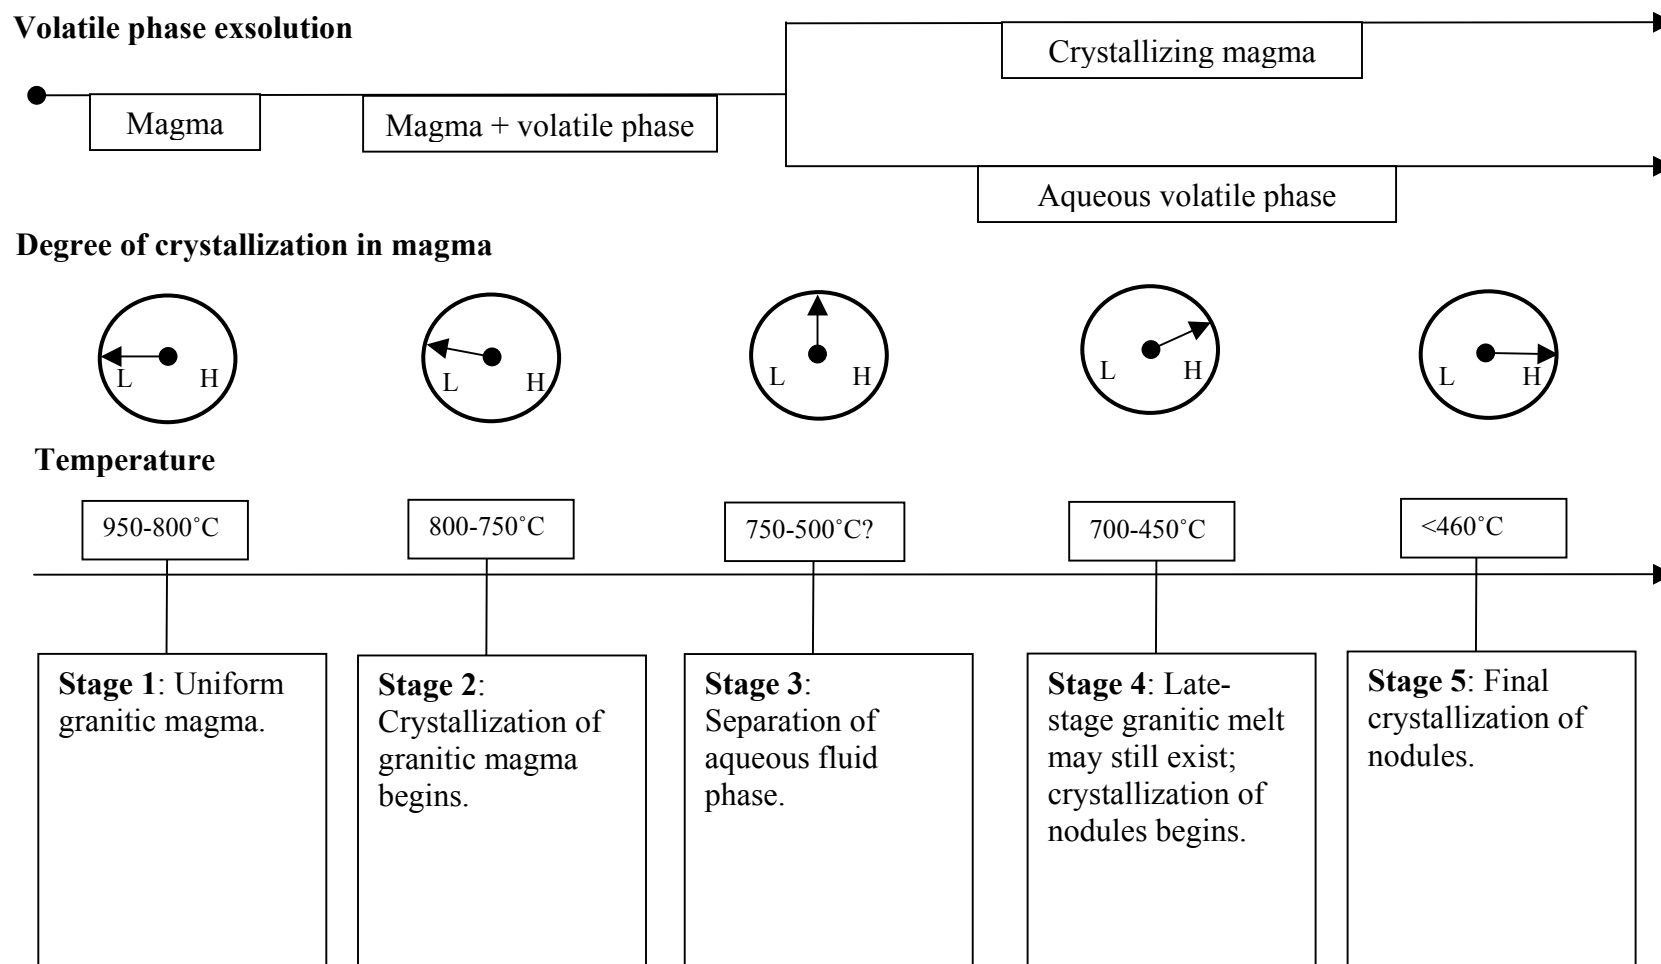 Volatile phase exsolution
Crystallizing magma
Magma
Magma + volatile phase
Aqueous volatile phase
Degree of crystallization in magma
L H
L H
L H
L H
L H
Temperature
950-800˚C
800-750˚C
750-500˚C?
700-450˚C
<460˚C
Stage 1: Uniform
granitic magma.
Stage 2:
Crystallization of
granitic magma
begins.
Stage 3:
Separation of
aqueous fluid
phase.
Stage 4: Late-
stage granitic melt
may still exist;
crystallization of
nodules begins.
Stage 5: Final
crystallization of
nodules.